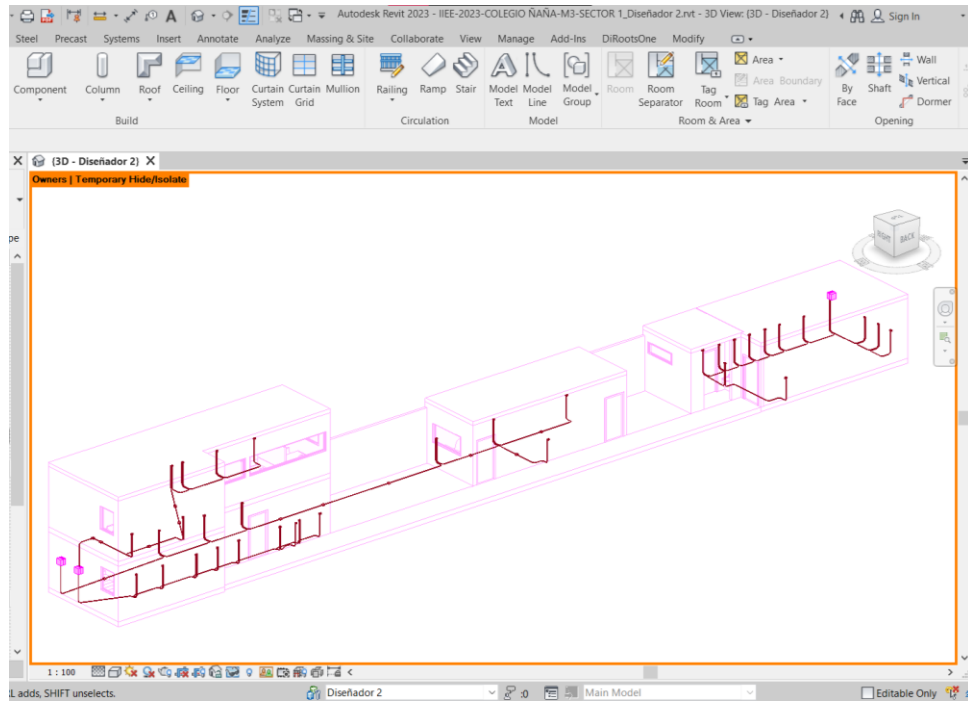 Autodesk Revit 2023 - IIEE-2023-COLEGIO ÑAÑA-M3-SECTOR 1_Diseñador 2.rvt - 3D View: {3D - Diseñador 2}
Sign In
Steel Precast Systems Insert Annotate Analyze Massing & Site Collaborate View Manage Add-Ins DiRootsOne Modify
Component Column Roof Ceiling Floor Curtain System Curtain Grid Mullion Railing Ramp Stair Model Text Model Line Model Group Room Room Separator Tag Room
Area
Area Boundary
Tag Area
By Face Shaft
Wall
Vertical
Dormer
Build Circulation Model Room & Area Opening
{3D - Diseñador 2}
Owners | Temporary Hide/Isolate
pe
RIGHT BACK
1 : 100
L adds, SHIFT unselects.
Diseñador 2
:0
Main Model
Editable Only